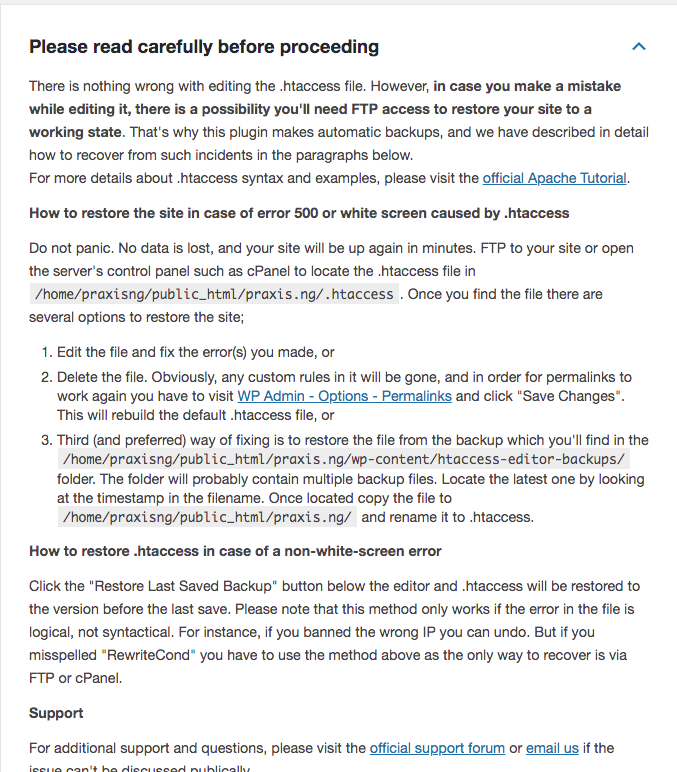 Please read carefully before proceeding
There is nothing wrong with editing the .htaccess file. However, in case you make a mistake
while editing it, there is a possibility you'll need FTP access to restore your site to a
working state. That's why this plugin makes automatic backups, and we have described in detail
how to recover from such incidents in the paragraphs below.
For more details about .htaccess syntax and examples, please visit the official Apache Tutorial.
How to restore the site in case of error 500 or white screen caused by .htaccess
Do not panic. No data is lost, and your site will be up again in minutes. FTP to your site or open
the server's control panel such as cPanel to locate the .htaccess file in
/home/praxisng/public_html/praxis.ng/.htaccess . Once you find the file there are
several options to restore the site;
1. Edit the file and fix the error(s) you made, or
2. Delete the file. Obviously, any custom rules in it will be gone, and in order for permalinks to
work again you have to visit WP Admin - Options - Permalinks and click "Save Changes".
This will rebuild the default .htaccess file, or
3. Third (and preferred) way of fixing is to restore the file from the backup which you'll find in the
/home/praxisng/public_html/praxis.ng/wp-content/htaccess-editor-backups/
folder. The folder will probably contain multiple backup files. Locate the latest one by looking
at the timestamp in the filename. Once located copy the file to
/home/praxisng/public_html/praxis.ng/ and rename it to .htaccess.
How to restore .htaccess in case of a non-white-screen error
Click the "Restore Last Saved Backup" button below the editor and .htaccess will be restored to
the version before the last save. Please note that this method only works if the error in the file is
logical, not syntactical. For instance, if you banned the wrong IP you can undo. But if you
misspelled "RewriteCond" you have to use the method above as the only way to recover is via
FTP or cPanel.
Support
For additional support and questions, please visit the official support forum or email us if the
issue can't be discussed publically.